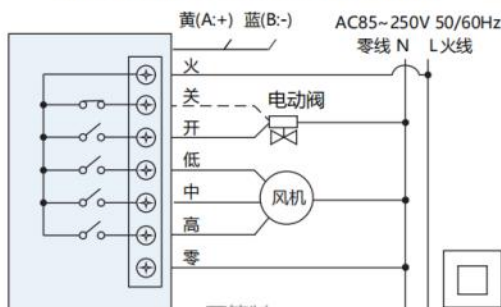 黄(A:+) 蓝(B:-)
AC85~250V 50/60Hz
零线 N L 火线
火
关
电动阀
开
低
中
风机
高
零